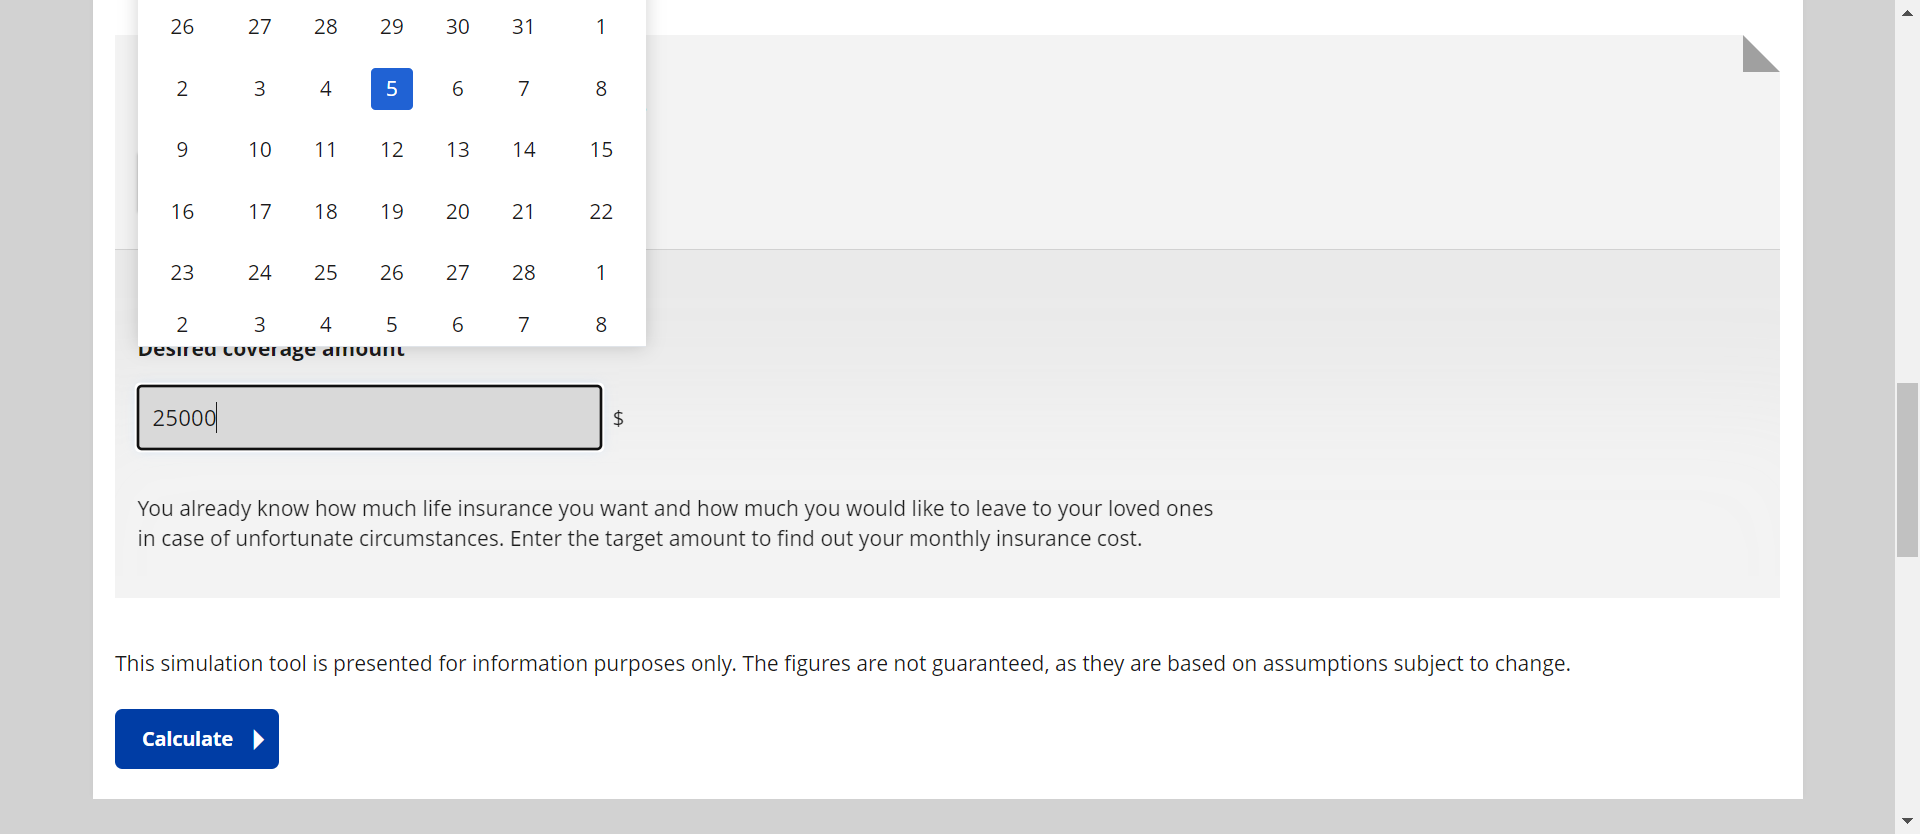 26 27 28 29 30 31 1
2 3 4 5 6 7 8
9 10 11 12 13 14 15
16 17 18 19 20 21 22
23 24 25 26 27 28 1
2 3 4 5 6 7 8
Desired coverage amount
25000 $
You already know how much life insurance you want and how much you would like to leave to your loved ones
in case of unfortunate circumstances. Enter the target amount to find out your monthly insurance cost.
This simulation tool is presented for information purposes only. The figures are not guaranteed, as they are based on assumptions subject to change.
Calculate